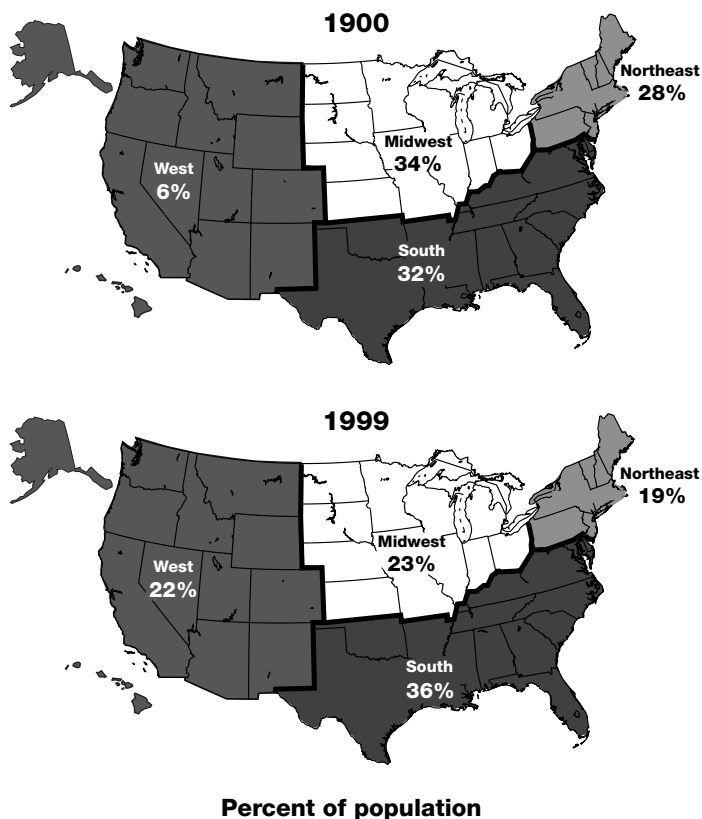 1900
Northeast
28%
Midwest
34%
West
6%
South
32%
1999
Northeast
19%
Midwest
23%
West
22%
South
36%
Percent of population